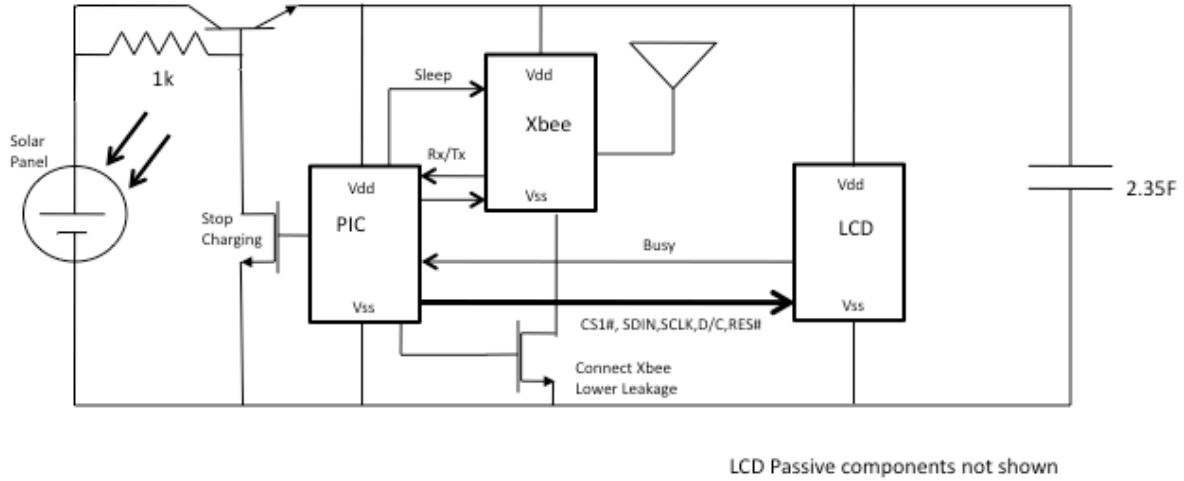 1k
Solar
Panel
Stop
Charging
Sleep
Rx/Tx
Vdd
Xbee
Vss
Vdd
PIC
Vss
Busy
CS1#, SDIN,SCLK,D/C,RES#
Connect Xbee
Lower Leakage
Vdd
LCD
Vss
2.35F
LCD Passive components not shown